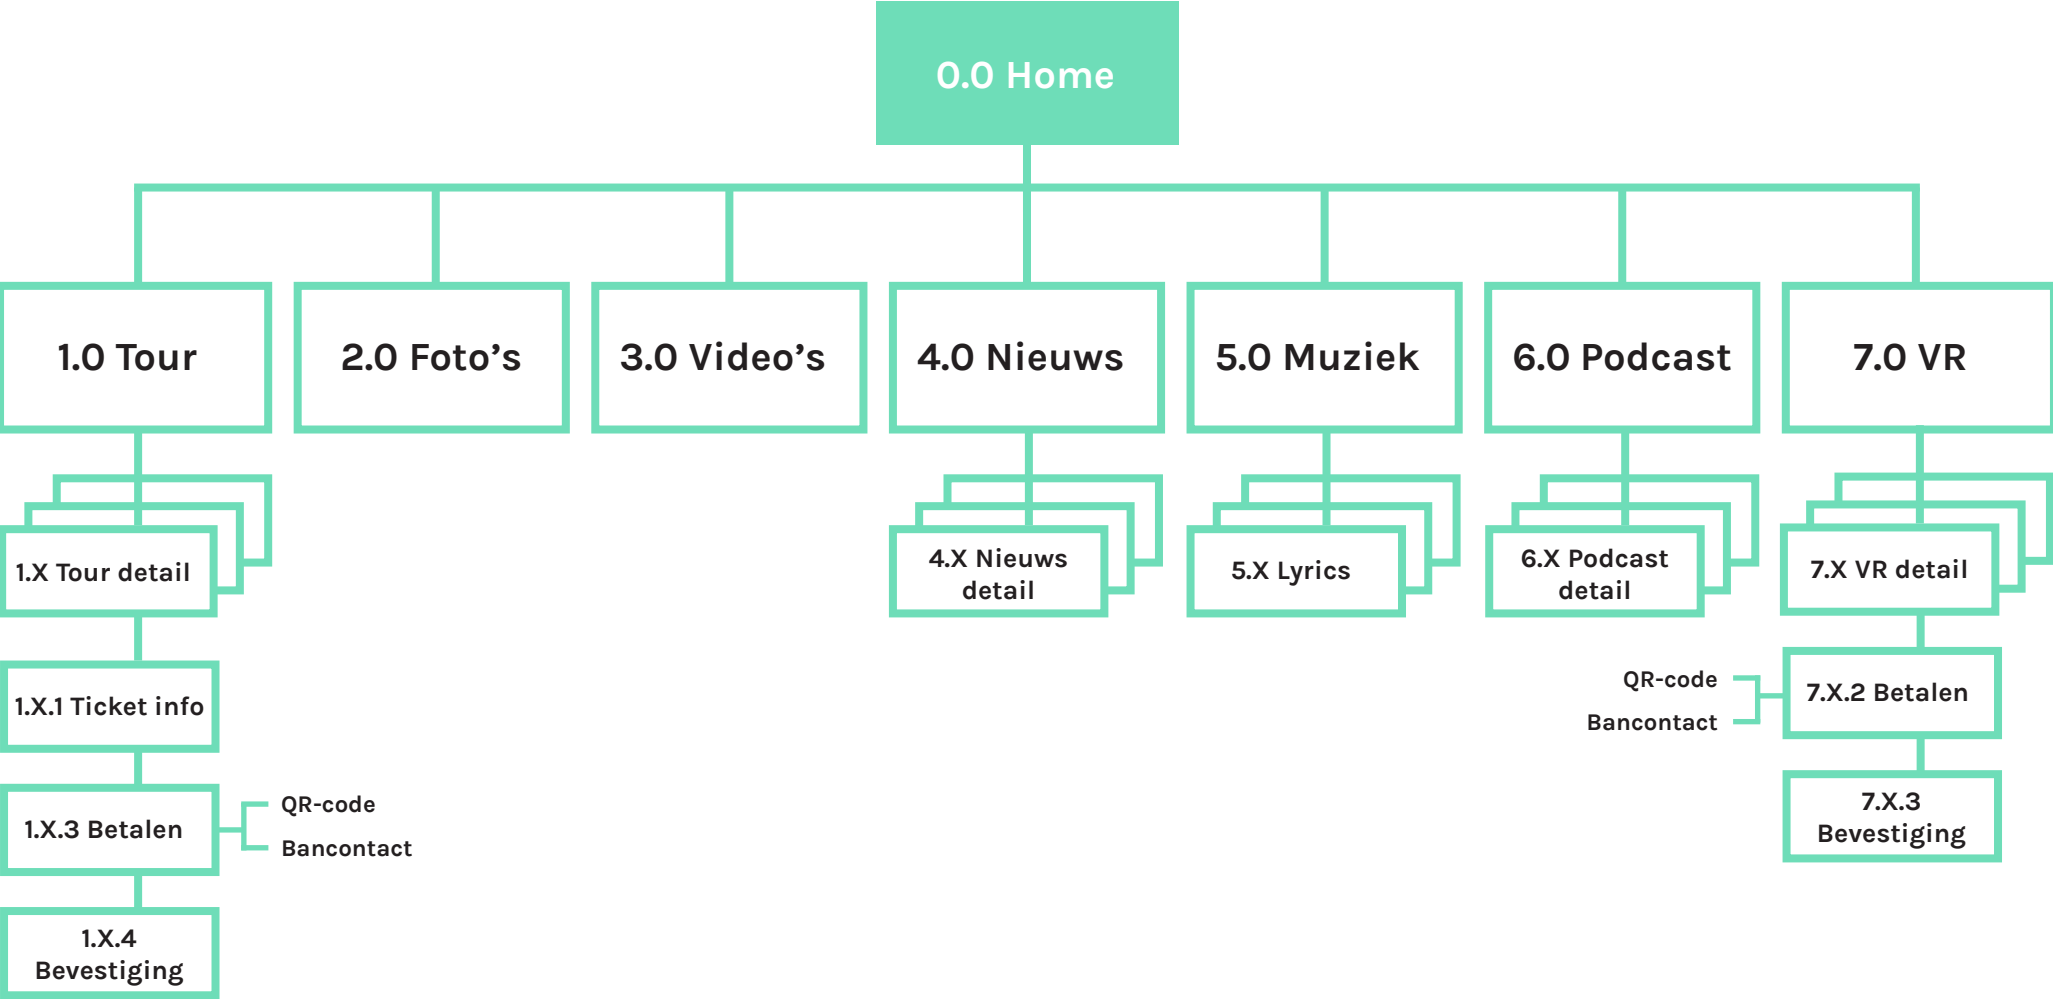 0.0 Home
1.0 Tour
2.0 Foto’s
3.0 Video’s
4.0 Nieuws
5.0 Muziek
6.0 Podcast
7.0 VR
1.X Tour detail
4.X Nieuws
detail
5.X Lyrics
6.X Podcast
detail
7.X VR detail
1.X.1 Ticket info
QR-code
Bancontact
7.X.2 Betalen
1.X.3 Betalen
QR-code
Bancontact
7.X.3
Bevestiging
1.X.4
Bevestiging